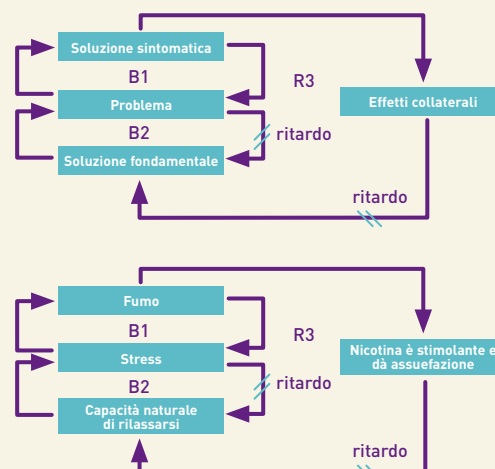 Soluzione sintomatica
B1
R3
Problema
Effetti collaterali
B2
ritardo
Soluzione fondamentale
ritardo
Fumo
B1
R3
Stress
Nicotina è stimolante e
dà assuefazione
B2
ritardo
Capacità naturale
di rilassarsi
ritardo